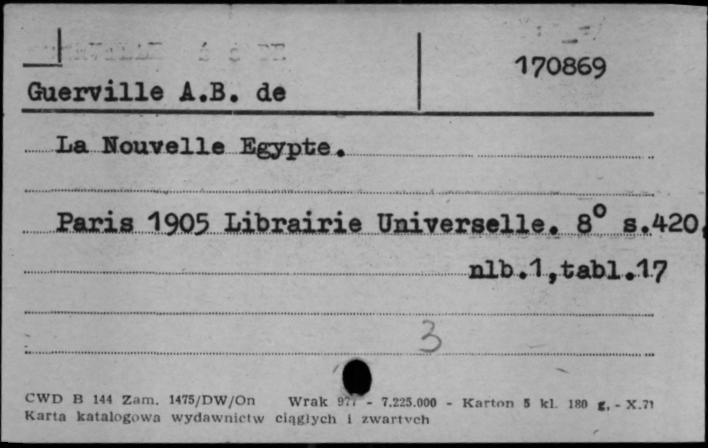 170869
Guerville A.B. de
La Nouvelle Egypte.
Paris 1905 Librairie Universelle. 8° s.420,
nlb.1,tabl.17
3
CWD B 144 Zam. 1475/DW/On Wrak - 7.225.000 - Karton 5 kl. 180 g, - X.71
Karta katalogowa wydawnictw ciągłych i zwartych